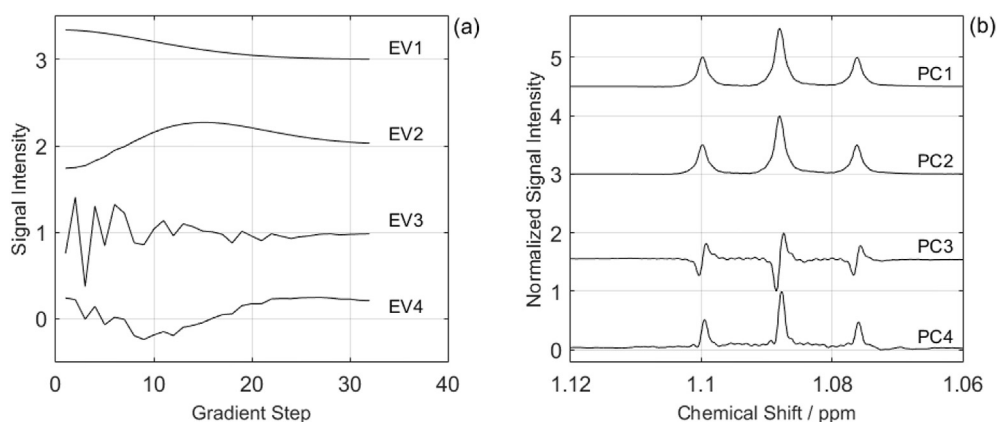 (a)
Signal Intensity
3
2
1
0
EV1
EV2
EV3
EV4
0 10 20 30 40
Gradient Step
(b)
Normalized Signal Intensity
5
4
3
2
1
0
PC1
PC2
PC3
PC4
1.12 1.1 1.08 1.06
Chemical Shift / ppm